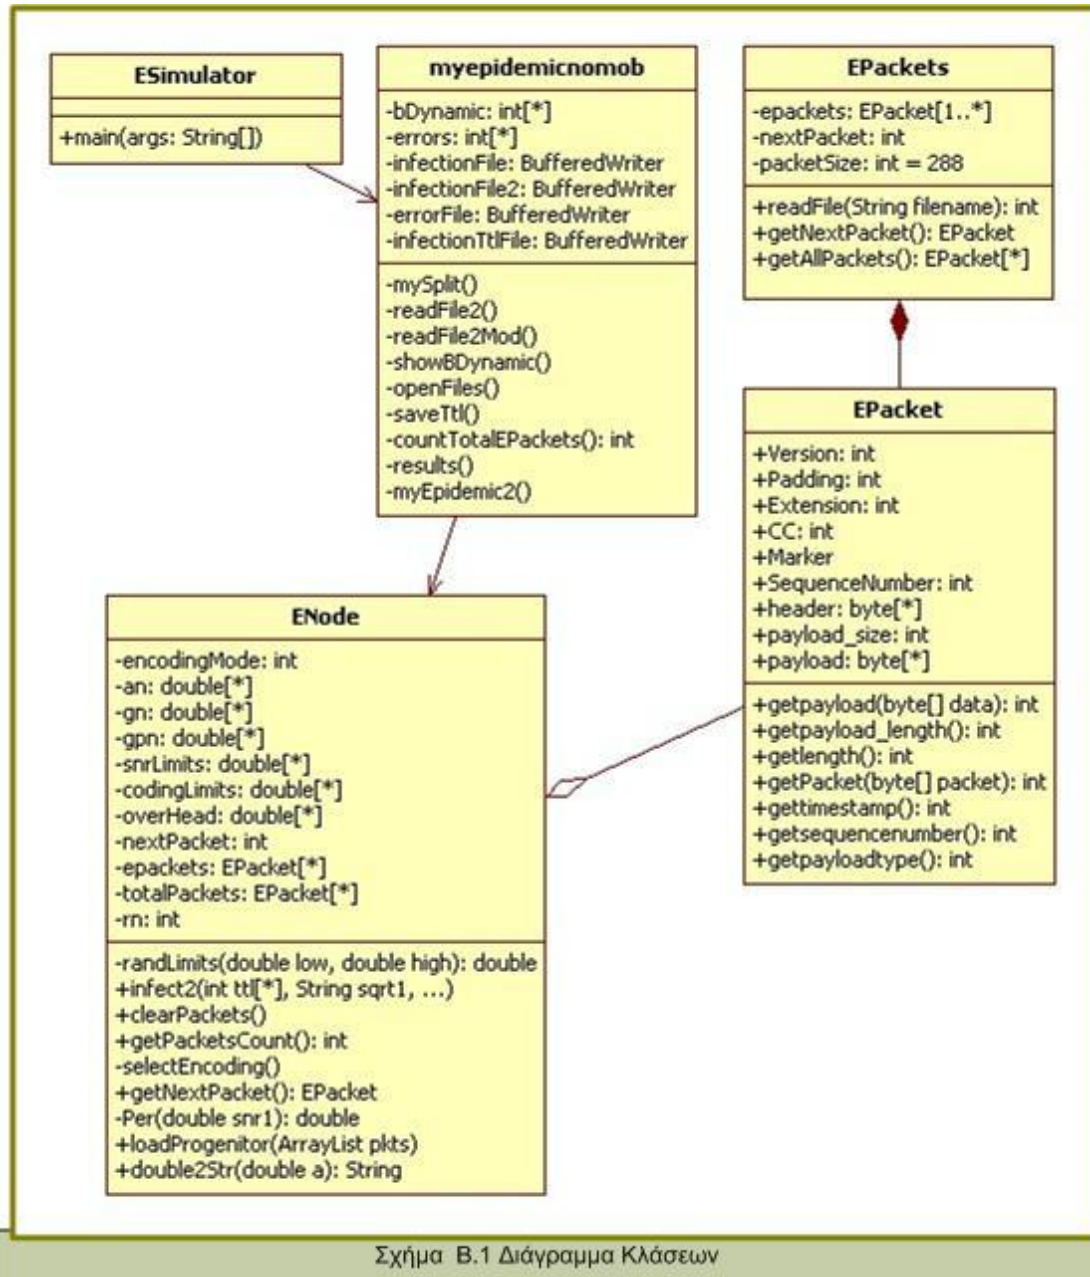 ESimulator
+main(args: String[])
myepidemicnomob
-bDynamic: int[*]
-errors: int[*]
-infectionFile: BufferedWriter
-infectionFile2: BufferedWriter
-errorFile: BufferedWriter
-infectionTtlFile: BufferedWriter
-mySplit()
-readFile2()
-readFile2Mod()
-showBDynamic()
-openFiles()
-saveTtl()
-countTotalEPackets(): int
-results()
-myEpidemic2()
EPackets
-epackets: EPacket[1..*]
-nextPacket: int
-packetSize: int = 288
+readFile(String filename): int
+getNextPacket(): EPacket
+getAllPackets(): EPacket[*]
EPacket
+Version: int
+Padding: int
+Extension: int
+CC: int
+Marker
+SequenceNumber: int
+header: byte[*]
+payload_size: int
+payload: byte[*]
+getpayload(byte[] data): int
+getpayload_length(): int
+getlength(): int
+getPacket(byte[] packet): int
+gettimestamp(): int
+getsequencenumber(): int
+getpayloadtype(): int
ENode
-encodingMode: int
-an: double[*]
-gn: double[*]
-gpn: double[*]
-snrLimits: double[*]
-codingLimits: double[*]
-overHead: double[*]
-nextPacket: int
-epackets: EPacket[*]
-totalPackets: EPacket[*]
-rn: int
-randLimits(double low, double high): double
+infect2(int ttl[*], String sqrt1, ...)
+clearPackets()
+getPacketsCount(): int
-selectEncoding()
+getNextPacket(): EPacket
-Per(double snr1): double
+loadProgenitor(ArrayList pkts)
+double2Str(double a): String
Σχήμα Β.1 Διάγραμμα Κλάσεων